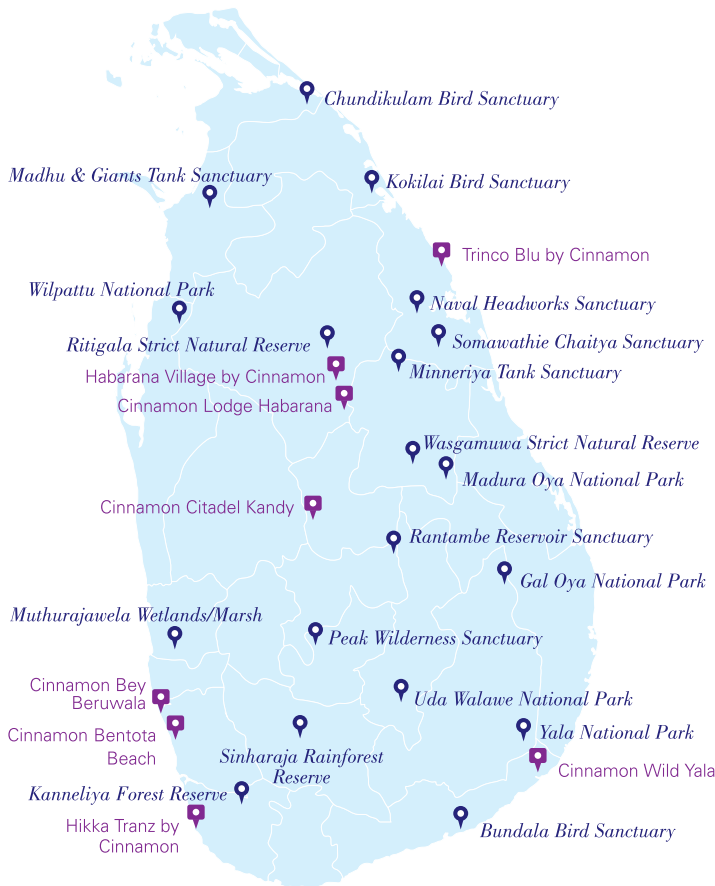 Chundikulam Bird Sanctuary
Madhu & Giants Tank Sanctuary
Kokilai Bird Sanctuary
Trinco Blu by Cinnamon
Wilpattu National Park
Naval Headworks Sanctuary
Ritigala Strict Natural Reserve
Somawathie Chaitya Sanctuary
Habarana Village by Cinnamon
Minneriya Tank Sanctuary
Cinnamon Lodge Habarana
Wasgamuwa Strict Natural Reserve
Madura Oya National Park
Cinnamon Citadel Kandy
Rantambe Reservoir Sanctuary
Gal Oya National Park
Muthurajawela Wetlands/Marsh
Peak Wilderness Sanctuary
Cinnamon Bey
Beruwala
Uda Walawe National Park
Cinnamon Bentota
Beach
Yala National Park
Sinharaja Rainforest
Reserve
Cinnamon Wild Yala
Kanneliya Forest Reserve
Hikka Tranz by
Cinnamon
Bundala Bird Sanctuary